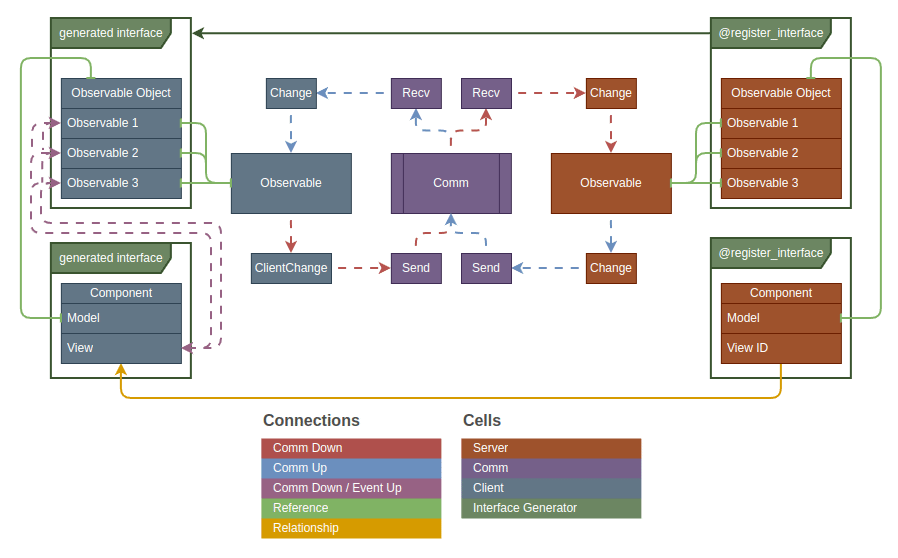 generated interface
@register_interface
Observable Object
Observable 1
Observable 2
Observable 3
Change
Recv
Recv
Change
Observable
Comm
Observable
ClientChange
Send
Send
Change
Observable Object
Observable 1
Observable 2
Observable 3
generated interface
Component
Model
View
@register_interface
Component
Model
View ID
Connections
Comm Down
Comm Up
Comm Down / Event Up
Reference
Relationship
Cells
Server
Comm
Client
Interface Generator